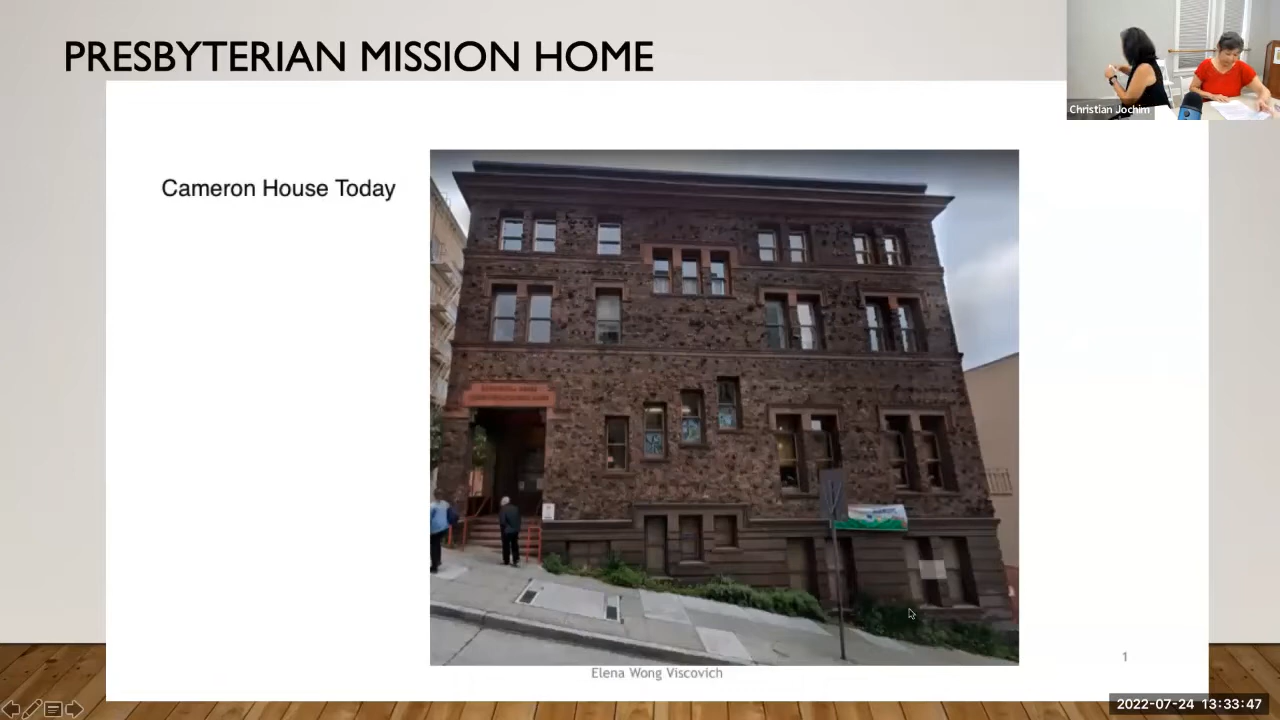 PRESBYTERIAN MISSION HOME
Christian Jochim
Cameron House Today
Elena Wong Viscovich
1
2022-07-24 13:33:47